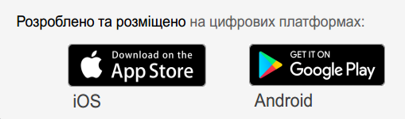 Розроблено та розміщено на цифрових платформах:
Download on the
App Store
GET IT ON
Google Play
iOS
Android